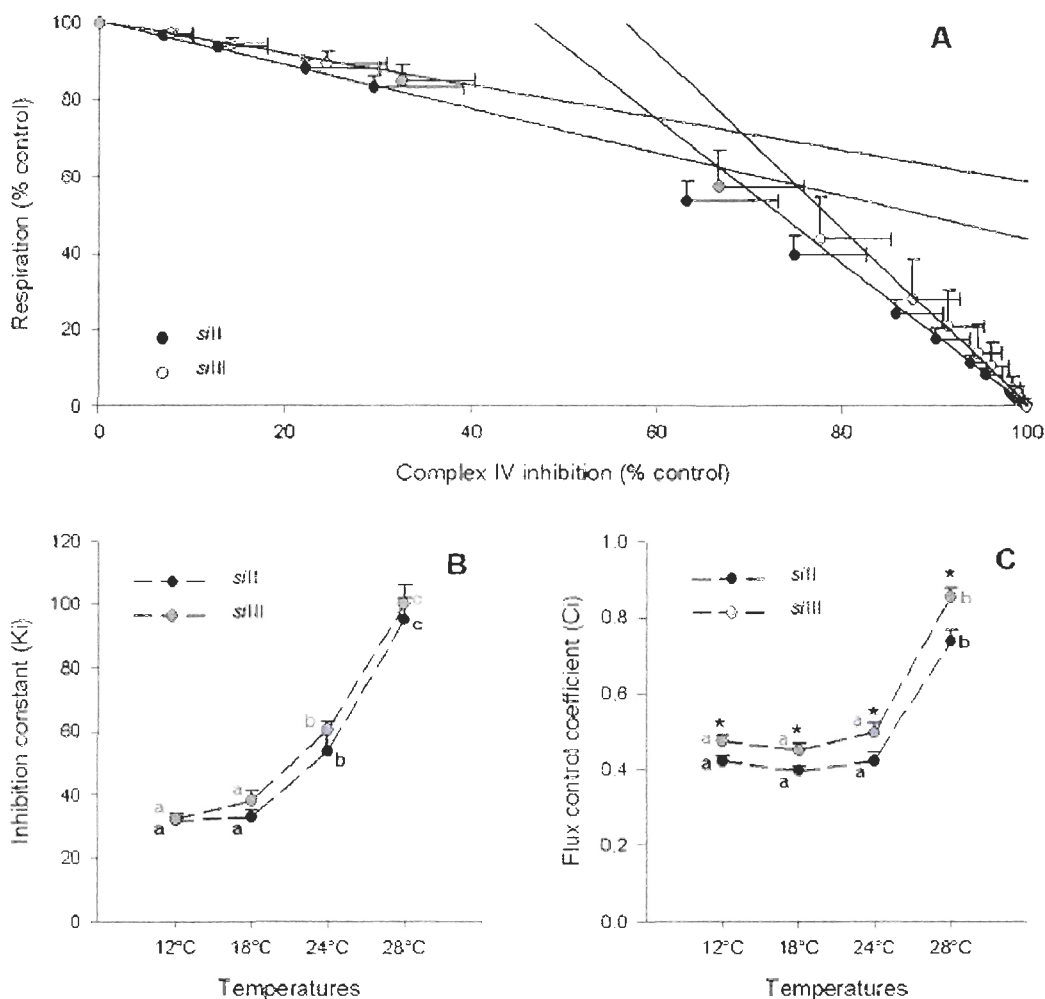 A
Respiration (% control)
100
80
60
40
20
0
siII
siIII
0 20 40 60 80 100
Complex IV inhibition (% control)
B
Inhibition constant (Ki)
120
100
80
60
40
20
0
siII
siIII
a
a
a
a
b
b
c
c
12°C 18°C 24°C 28°C
Temperatures
C
Flux control coefficient (Ci)
1.0
0.8
0.6
0.4
0.2
0.0
siII
siIII
*
a
a
*
a
a
*
a
a
*
b
b
12°C 18°C 24°C 28°C
Temperatures